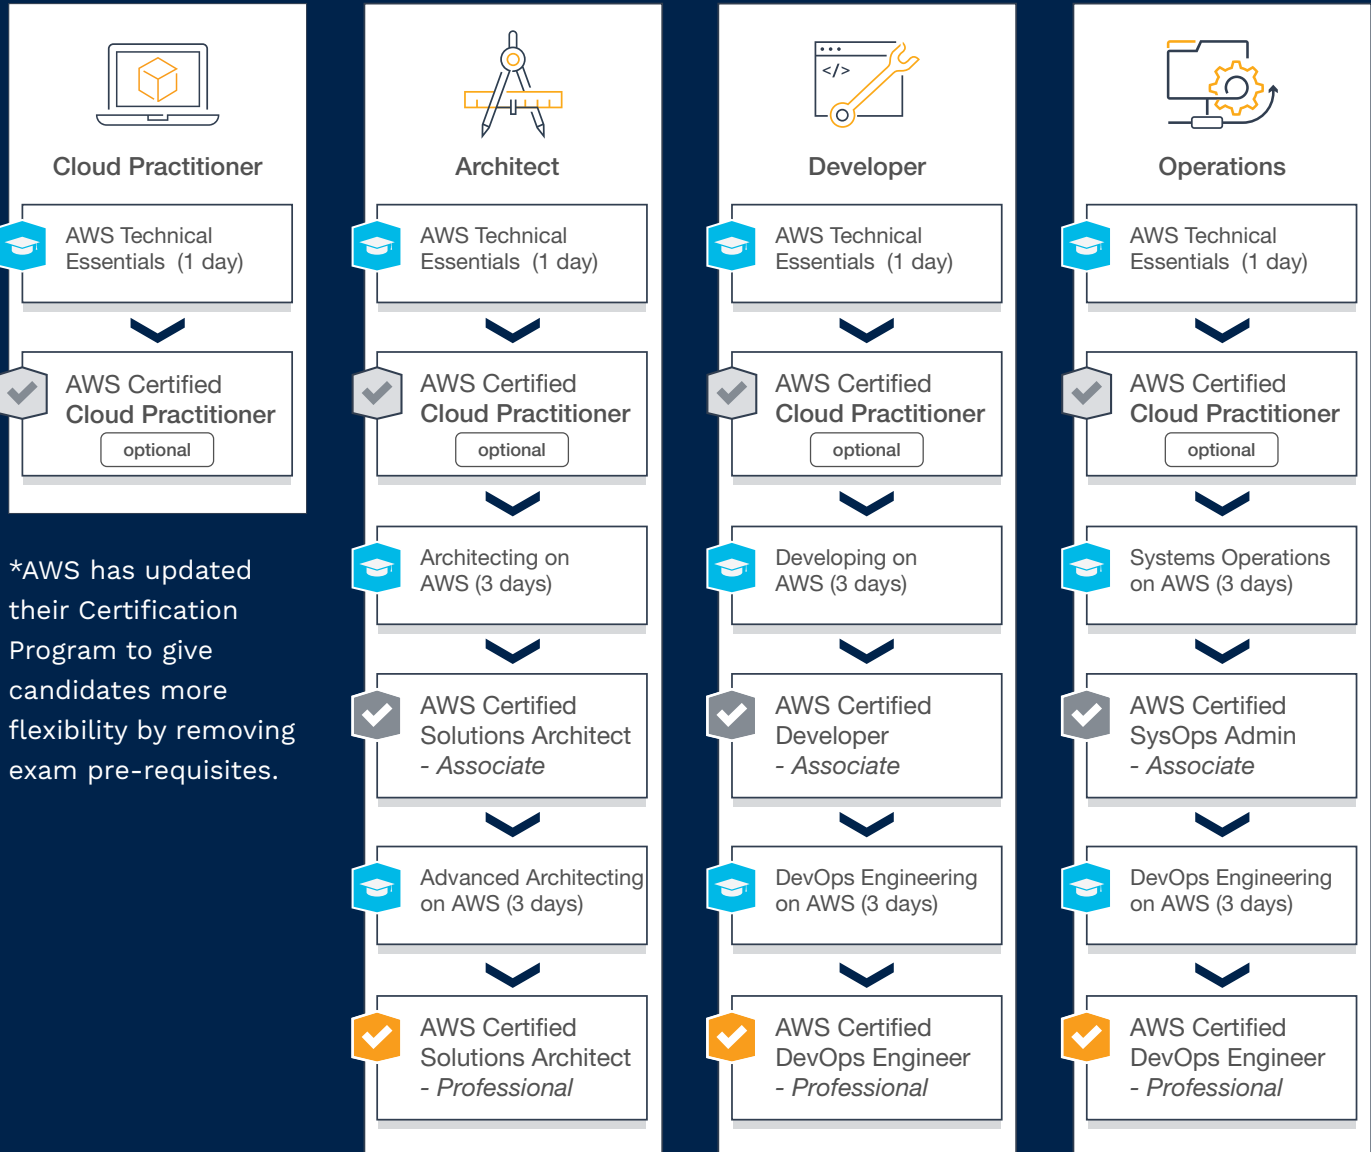 Cloud Practitioner
AWS Technical
Essentials (1 day)
AWS Certified
Cloud Practitioner
optional
*AWS has updated
their Certification
Program to give
candidates more
flexibility by removing
exam pre-requisites.
Architect
AWS Technical
Essentials (1 day)
AWS Certified
Cloud Practitioner
optional
Architecting on
AWS (3 days)
AWS Certified
Solutions Architect
- Associate
Advanced Architecting
on AWS (3 days)
AWS Certified
Solutions Architect
- Professional
</>
Developer
AWS Technical
Essentials (1 day)
AWS Certified
Cloud Practitioner
optional
Developing on
AWS (3 days)
AWS Certified
Developer
- Associate
DevOps Engineering
on AWS (3 days)
AWS Certified
DevOps Engineer
- Professional
Operations
AWS Technical
Essentials (1 day)
AWS Certified
Cloud Practitioner
optional
Systems Operations
on AWS (3 days)
AWS Certified
SysOps Admin
- Associate
DevOps Engineering
on AWS (3 days)
AWS Certified
DevOps Engineer
- Professional